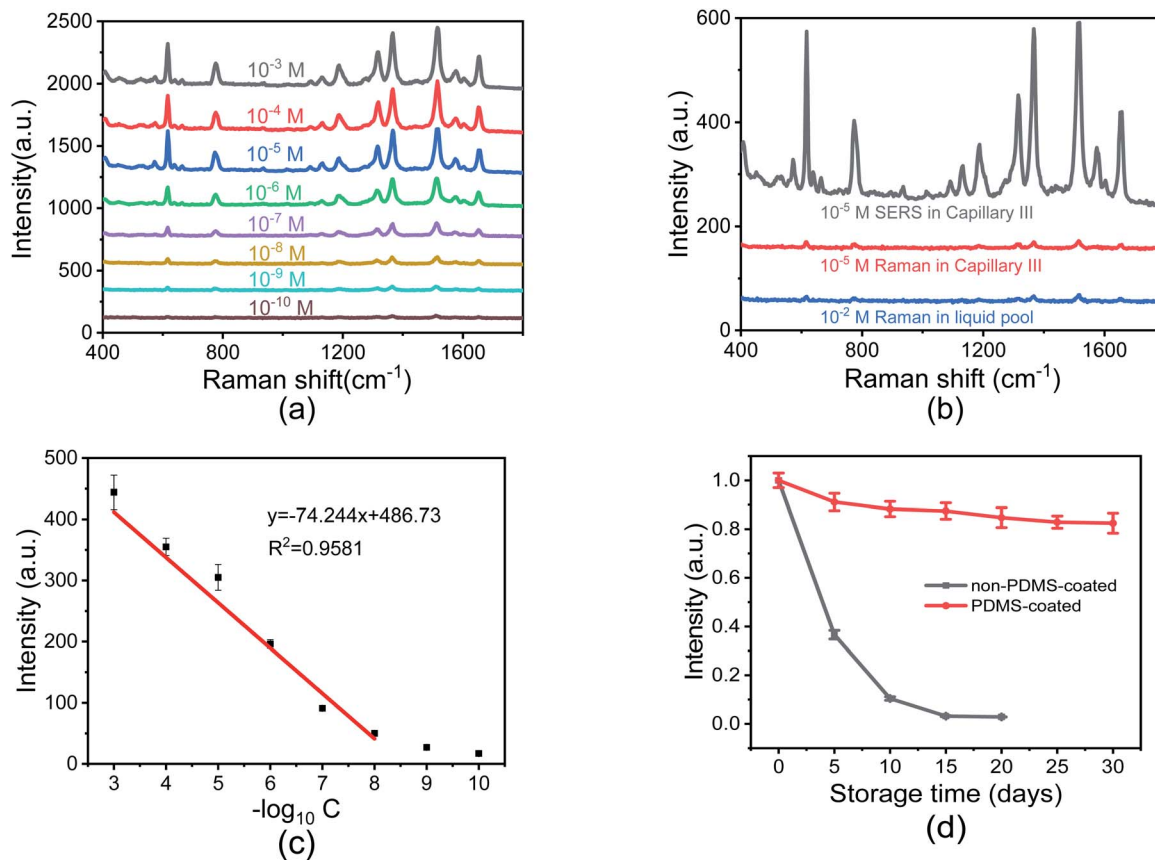 2500
2000
1500
1000
500
0
Intensity(a.u.)
10⁻³ M
10⁻⁴ M
10⁻⁵ M
10⁻⁶ M
10⁻⁷ M
10⁻⁸ M
10⁻⁹ M
10⁻¹⁰ M
400 800 1200 1600
Raman shift(cm⁻¹)
(a)
600
400
200
0
Intensity (a.u.)
10⁻⁵ M SERS in Capillary III
10⁻⁵ M Raman in Capillary III
10⁻² M Raman in liquid pool
400 800 1200 1600
Raman shift (cm⁻¹)
(b)
500
400
300
200
100
0
Intensity (a.u.)
y=-74.244x+486.73
R²=0.9581
3 4 5 6 7 8 9 10
-log₁₀ C
(c)
1.0
0.8
0.6
0.4
0.2
0.0
Intensity (a.u.)
non-PDMS-coated
PDMS-coated
0 5 10 15 20 25 30
Storage time (days)
(d)